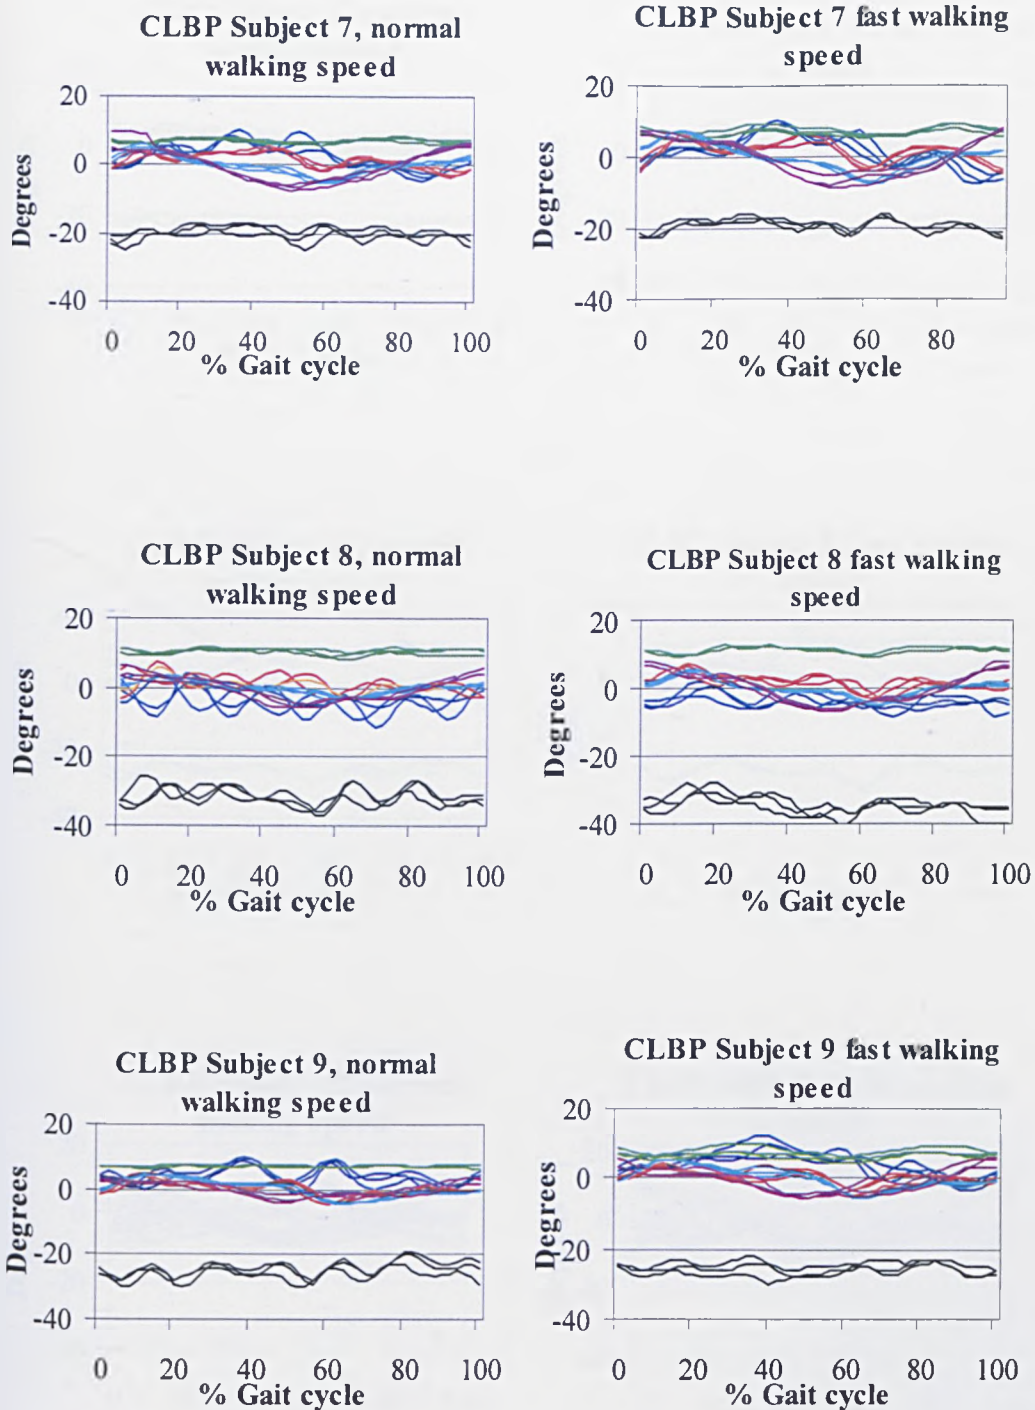 CLBP Subject 7, normal
walking speed
20
0
-20
-40
Degrees
0 20 40 60 80 100
% Gait cycle
CLBP Subject 7 fast walking
speed
20
0
-20
-40
Degrees
0 20 40 60 80
% Gait cycle
CLBP Subject 8, normal
walking speed
20
0
-20
-40
Degrees
0 20 40 60 80 100
% Gait cycle
CLBP Subject 8 fast walking
speed
20
0
-20
-40
Degrees
0 20 40 60 80 100
% Gait cycle
CLBP Subject 9, normal
walking speed
20
0
-20
-40
Degrees
0 20 40 60 80 100
% Gait cycle
CLBP Subject 9 fast walking
speed
20
0
-20
-40
Degrees
0 20 40 60 80 100
% Gait cycle